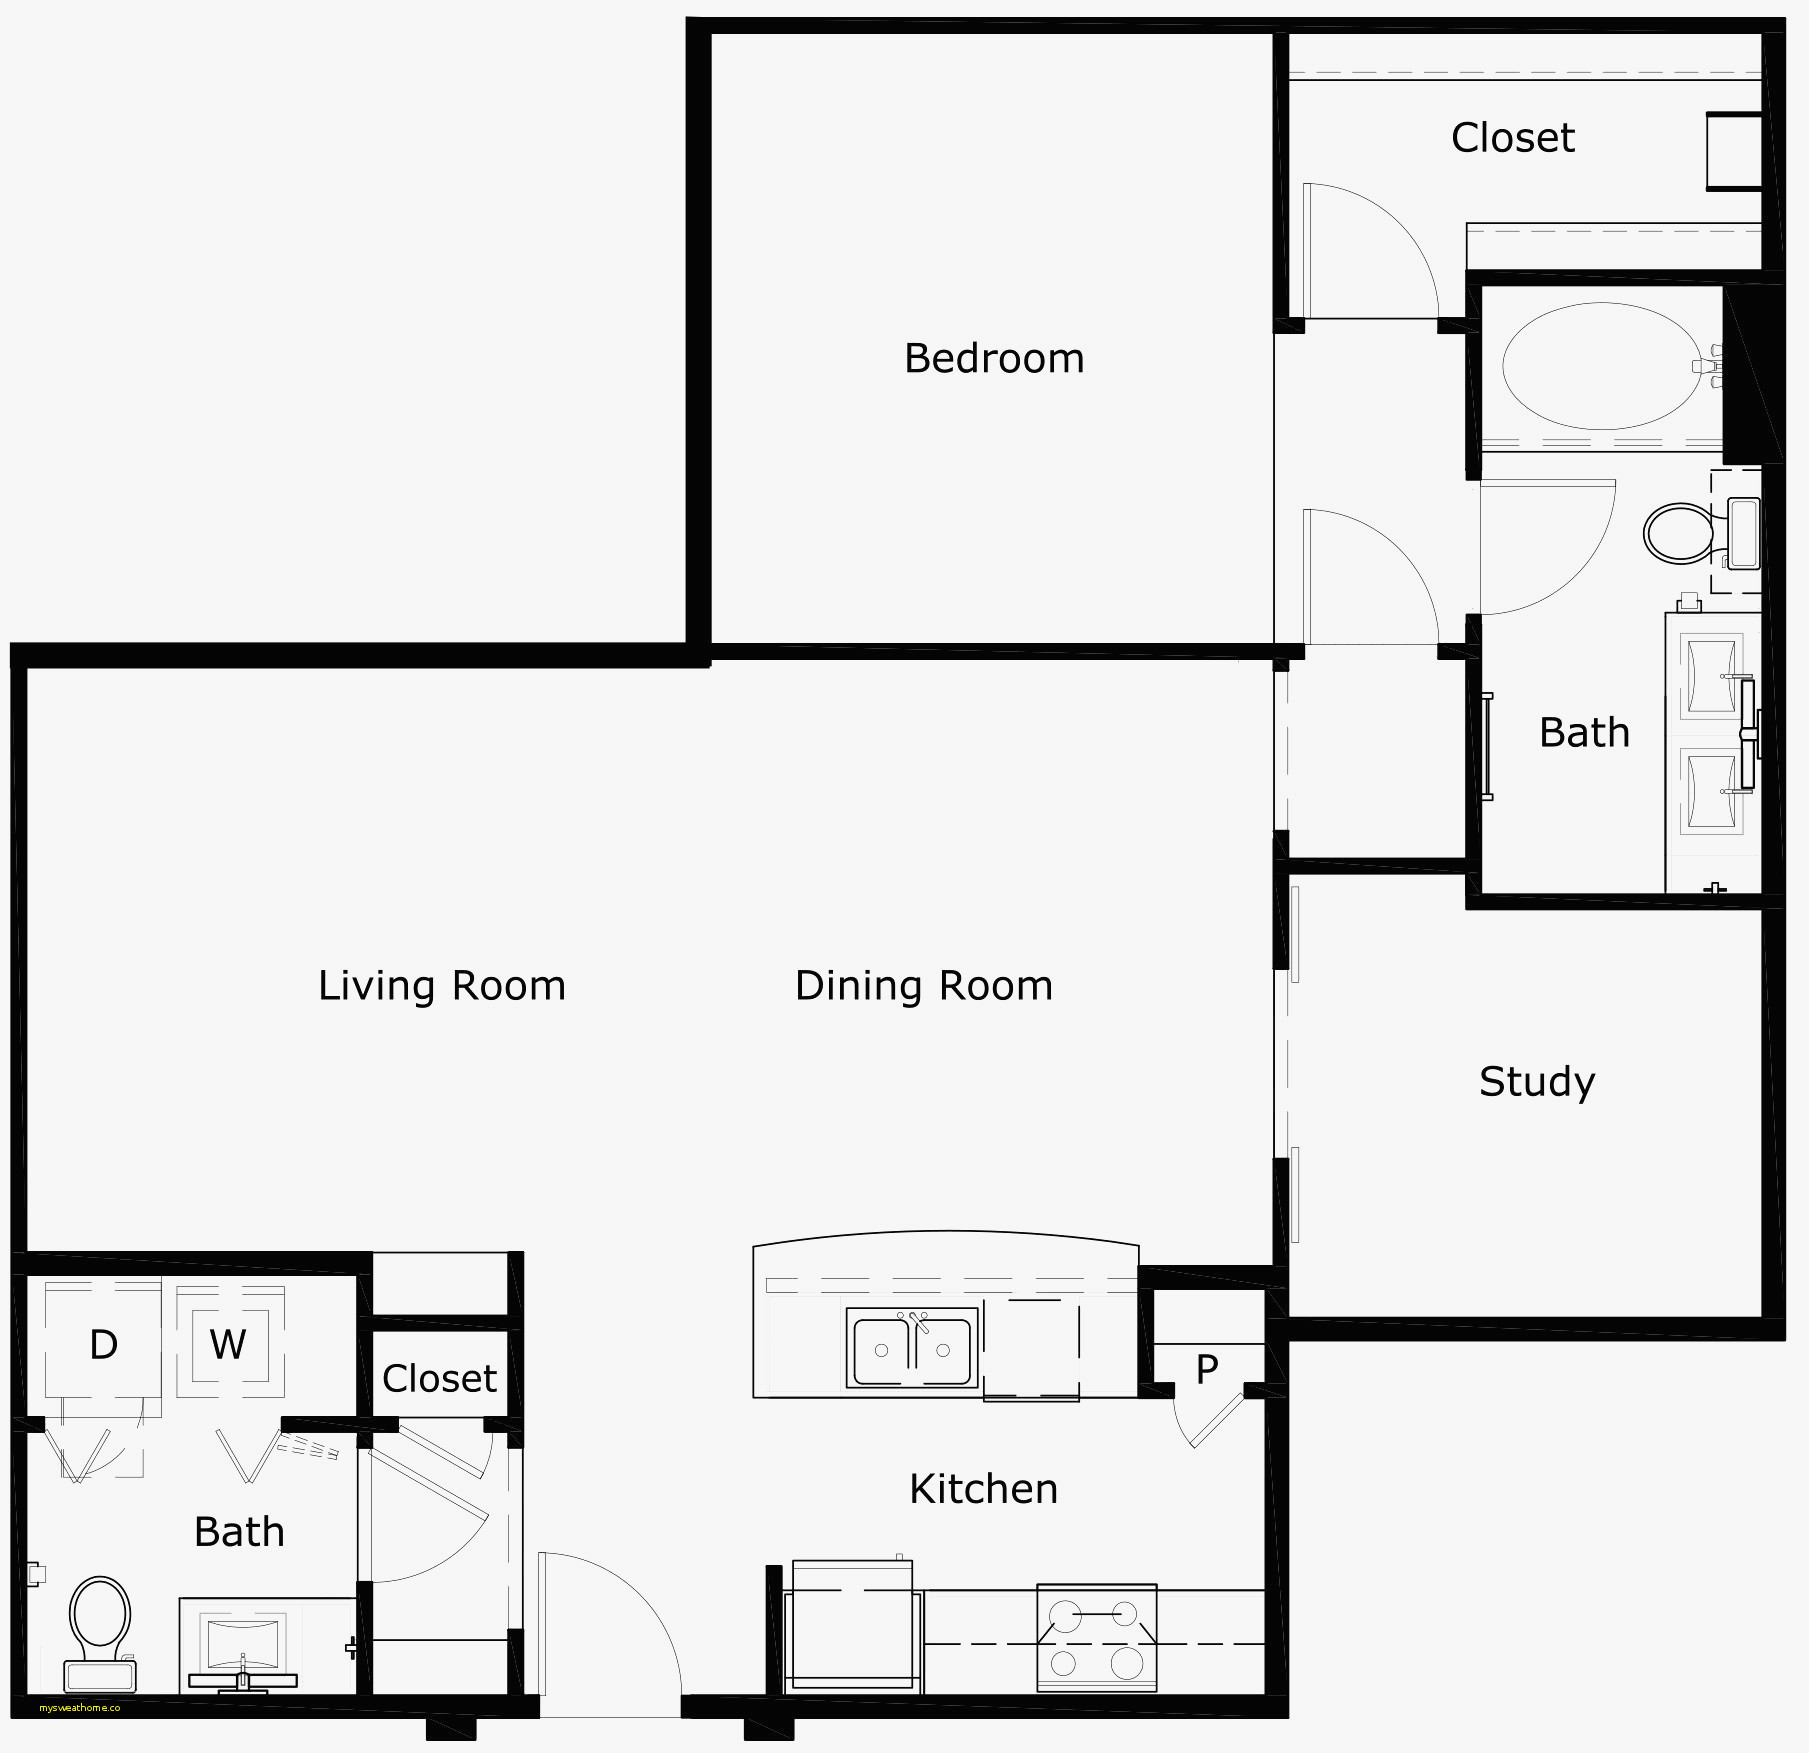 Closet
Bedroom
Bath
Living Room
Dining Room
Study
D
W
Closet
P
Kitchen
Bath
mysweathome.co